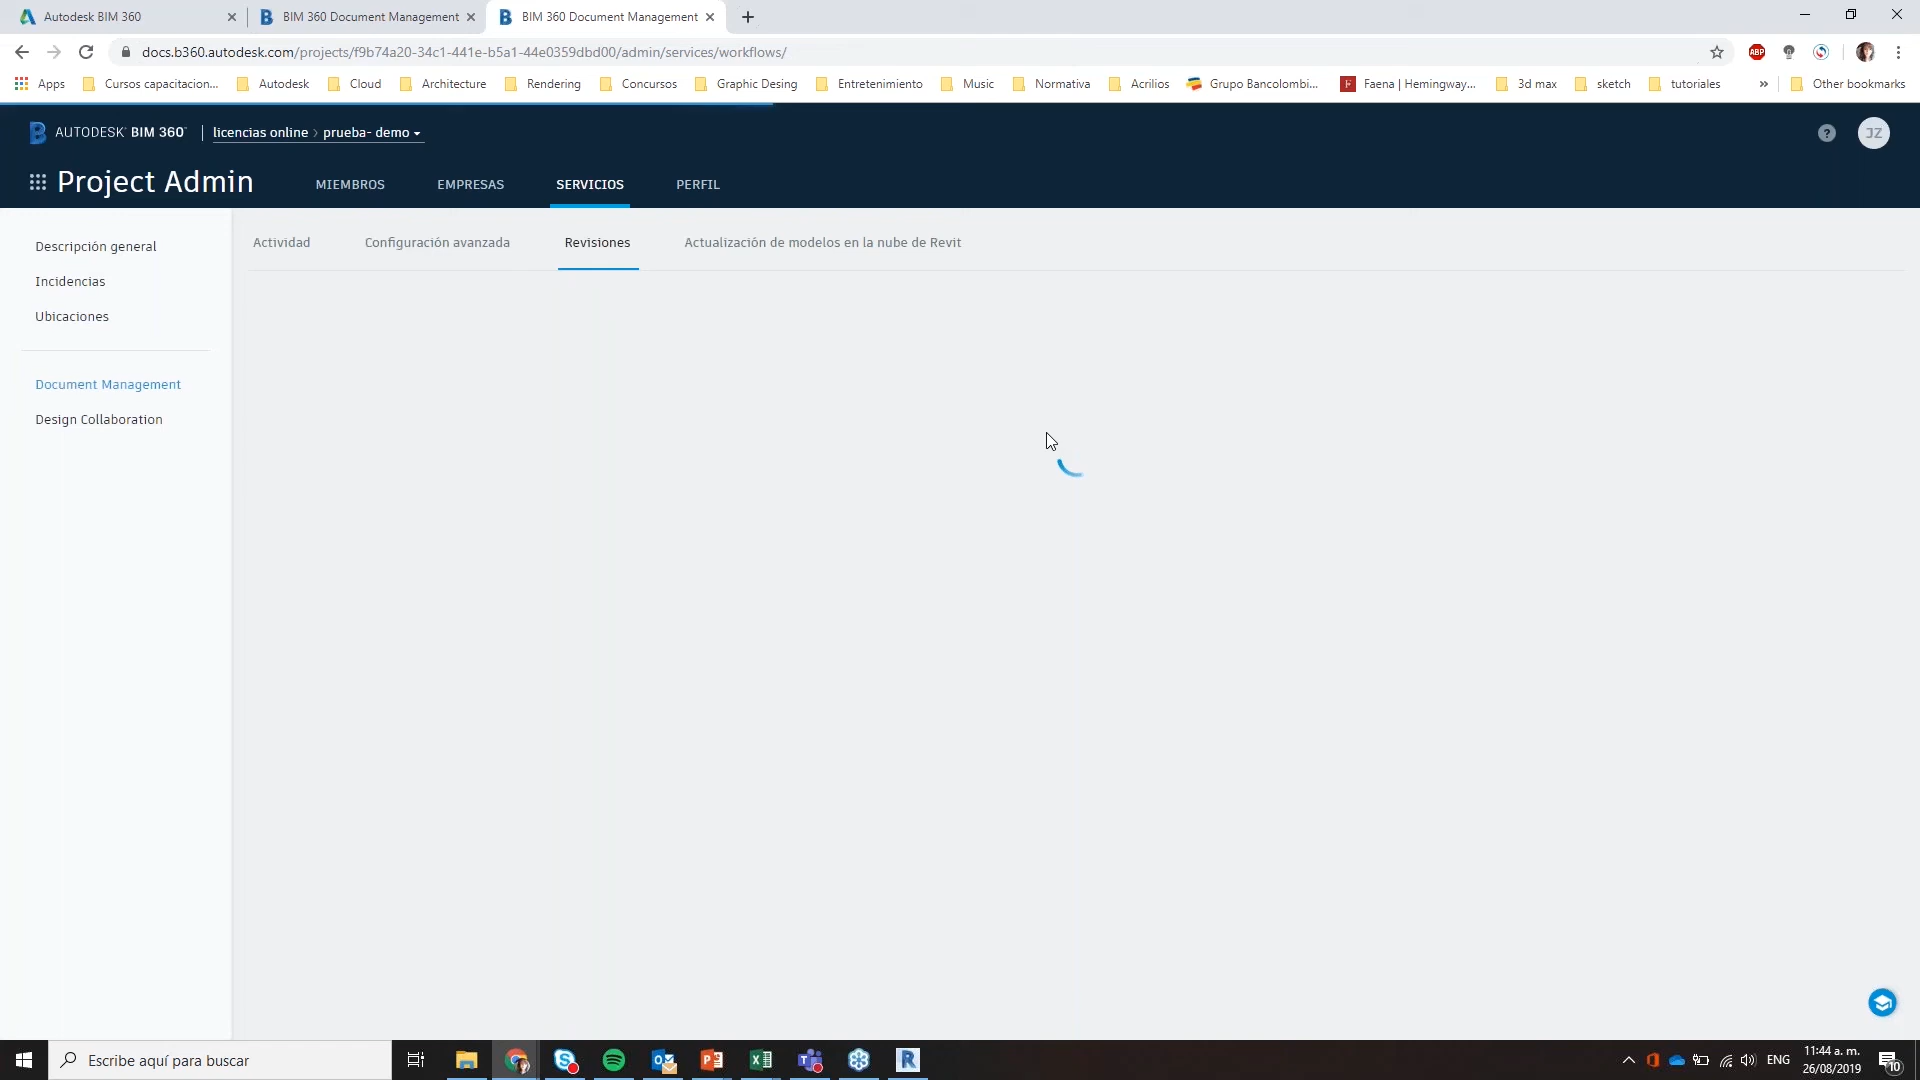 Autodesk BIM 360
BIM 360 Document Management
BIM 360 Document Management
docs.b360.autodesk.com/projects/f9b74a20-34c1-441e-b5a1-44e0359dbd00/admin/services/workflows/
ABP
Apps Cursos capacitacion... Autodesk Cloud Architecture Rendering Concursos Graphic Desing Entretenimiento Music Normativa Acrilios Grupo Bancolombi... Faena | Hemingway... 3d max sketch tutoriales » Other bookmarks
AUTODESK BIM 360 licencias online > prueba- demo
? JZ
Project Admin MIEMBROS EMPRESAS SERVICIOS PERFIL
Descripción general
Incidencias
Ubicaciones
Document Management
Design Collaboration
Actividad Configuración avanzada Revisiones Actualización de modelos en la nube de Revit
Escribe aquí para buscar
ENG
11:44 a. m.
26/08/2019
10